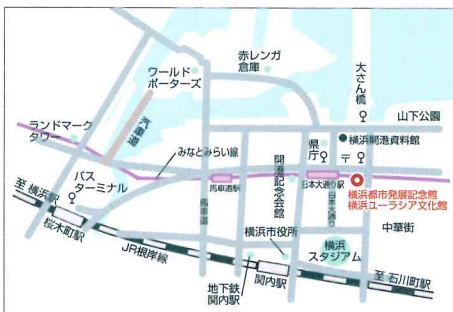 大さん橋
赤レンガ
倉庫
ワールド
ポーターズ
山下公園
汽車道
ランドマーク
タワー
横浜開港資料館
県庁
〒
みなとみらい線
開港記念会館
バス
ターミナル
馬車道駅
日本大通り駅
横浜都市発展記念館
横浜ユーラシア文化館
至 横浜駅
馬車道
日本大通り
中華街
桜木町駅
横浜市役所
横浜
スタジアム
JR根岸線
至 石川町駅
関内駅
地下鉄
関内駅